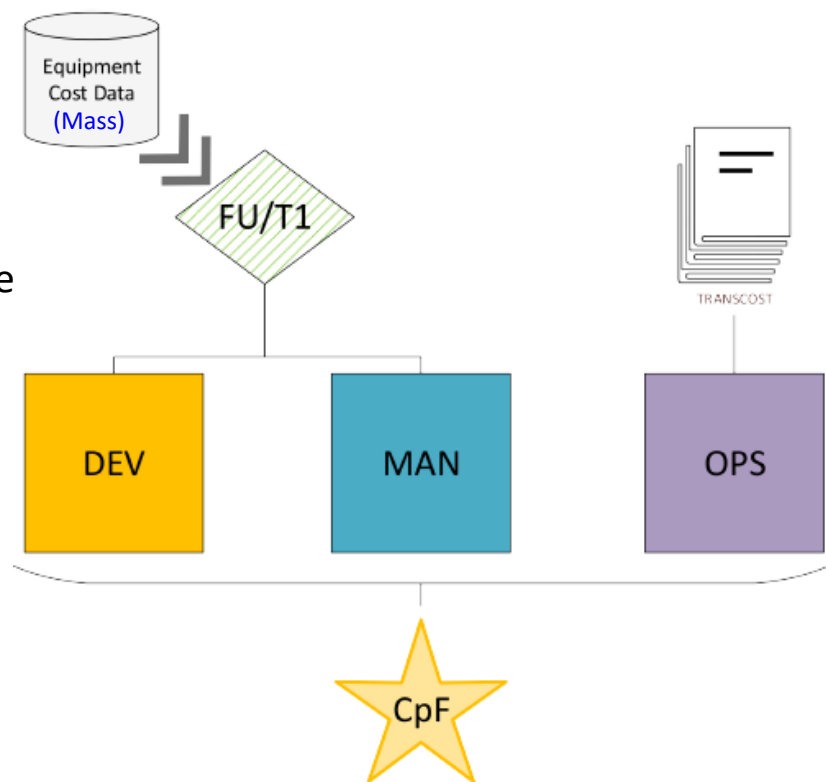 Equipment
Cost Data
(Mass)
FU/T1
e
TRANSCOST
DEV
MAN
OPS
CpF